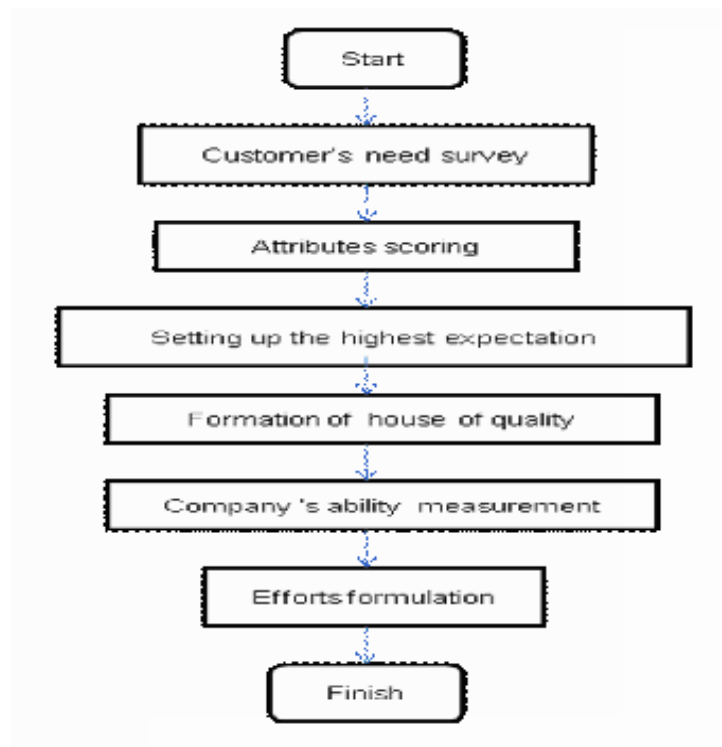 Start
Customer's need survey
Attributes scoring
Setting up the highest expectation
Formation of house of quality
Company 's ability measurement
Efforts formulation
Finish